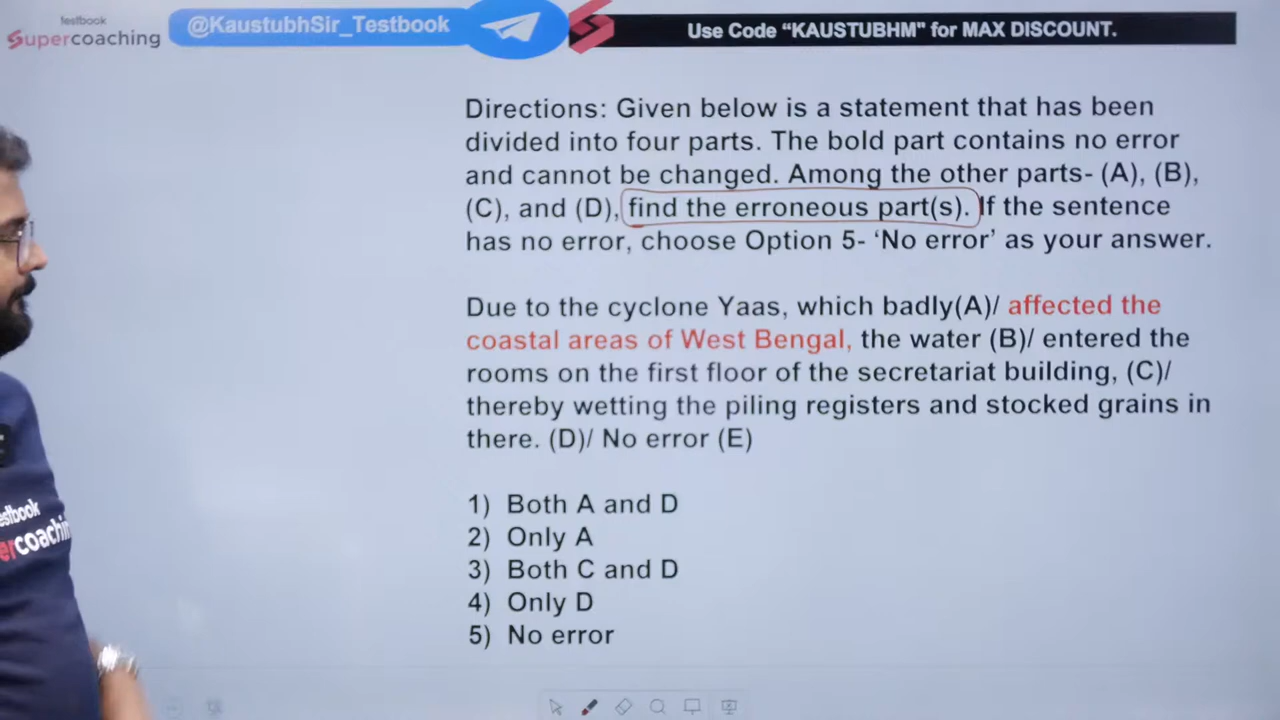 testbook
Supercoaching
@KaustubhSir_Testbook
Use Code “KAUSTUBHM" for MAX DISCOUNT.
Directions: Given below is a statement that has been
divided into four parts. The bold part contains no error
and cannot be changed. Among the other parts- (A), (B),
(C), and (D), find the erroneous part(s). If the sentence
has no error, choose Option 5- ‘No error’ as your answer.
Due to the cyclone Yaas, which badly(A)/ affected the
coastal areas of West Bengal, the water (B)/ entered the
rooms on the first floor of the secretariat building, (C)/
thereby wetting the piling registers and stocked grains in
there. (D)/ No error (E)
1) Both A and D
2) Only A
3) Both C and D
4) Only D
5) No error
estbook
ercoachin